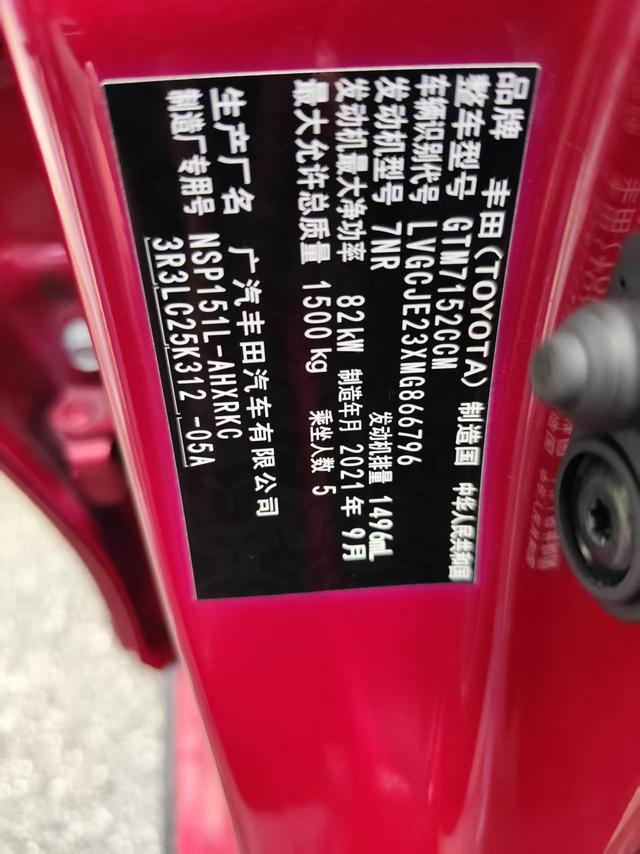 品牌 丰田(TOYOTA) 制造国 中华人民共和国
整车型号 GTM7152GCM
车辆识别代号 LVGCJE23XMG866796
发动机型号 7NR 发动机排量 1496mL
发动机最大净功率 82kW 制造年月 2021年9月
最大允许总质量 1500kg 乘坐人数 5
生产厂名 广汽丰田汽车有限公司
制造厂专用号 NSP151L-AHXRKC
3R3LC25K312 -05A